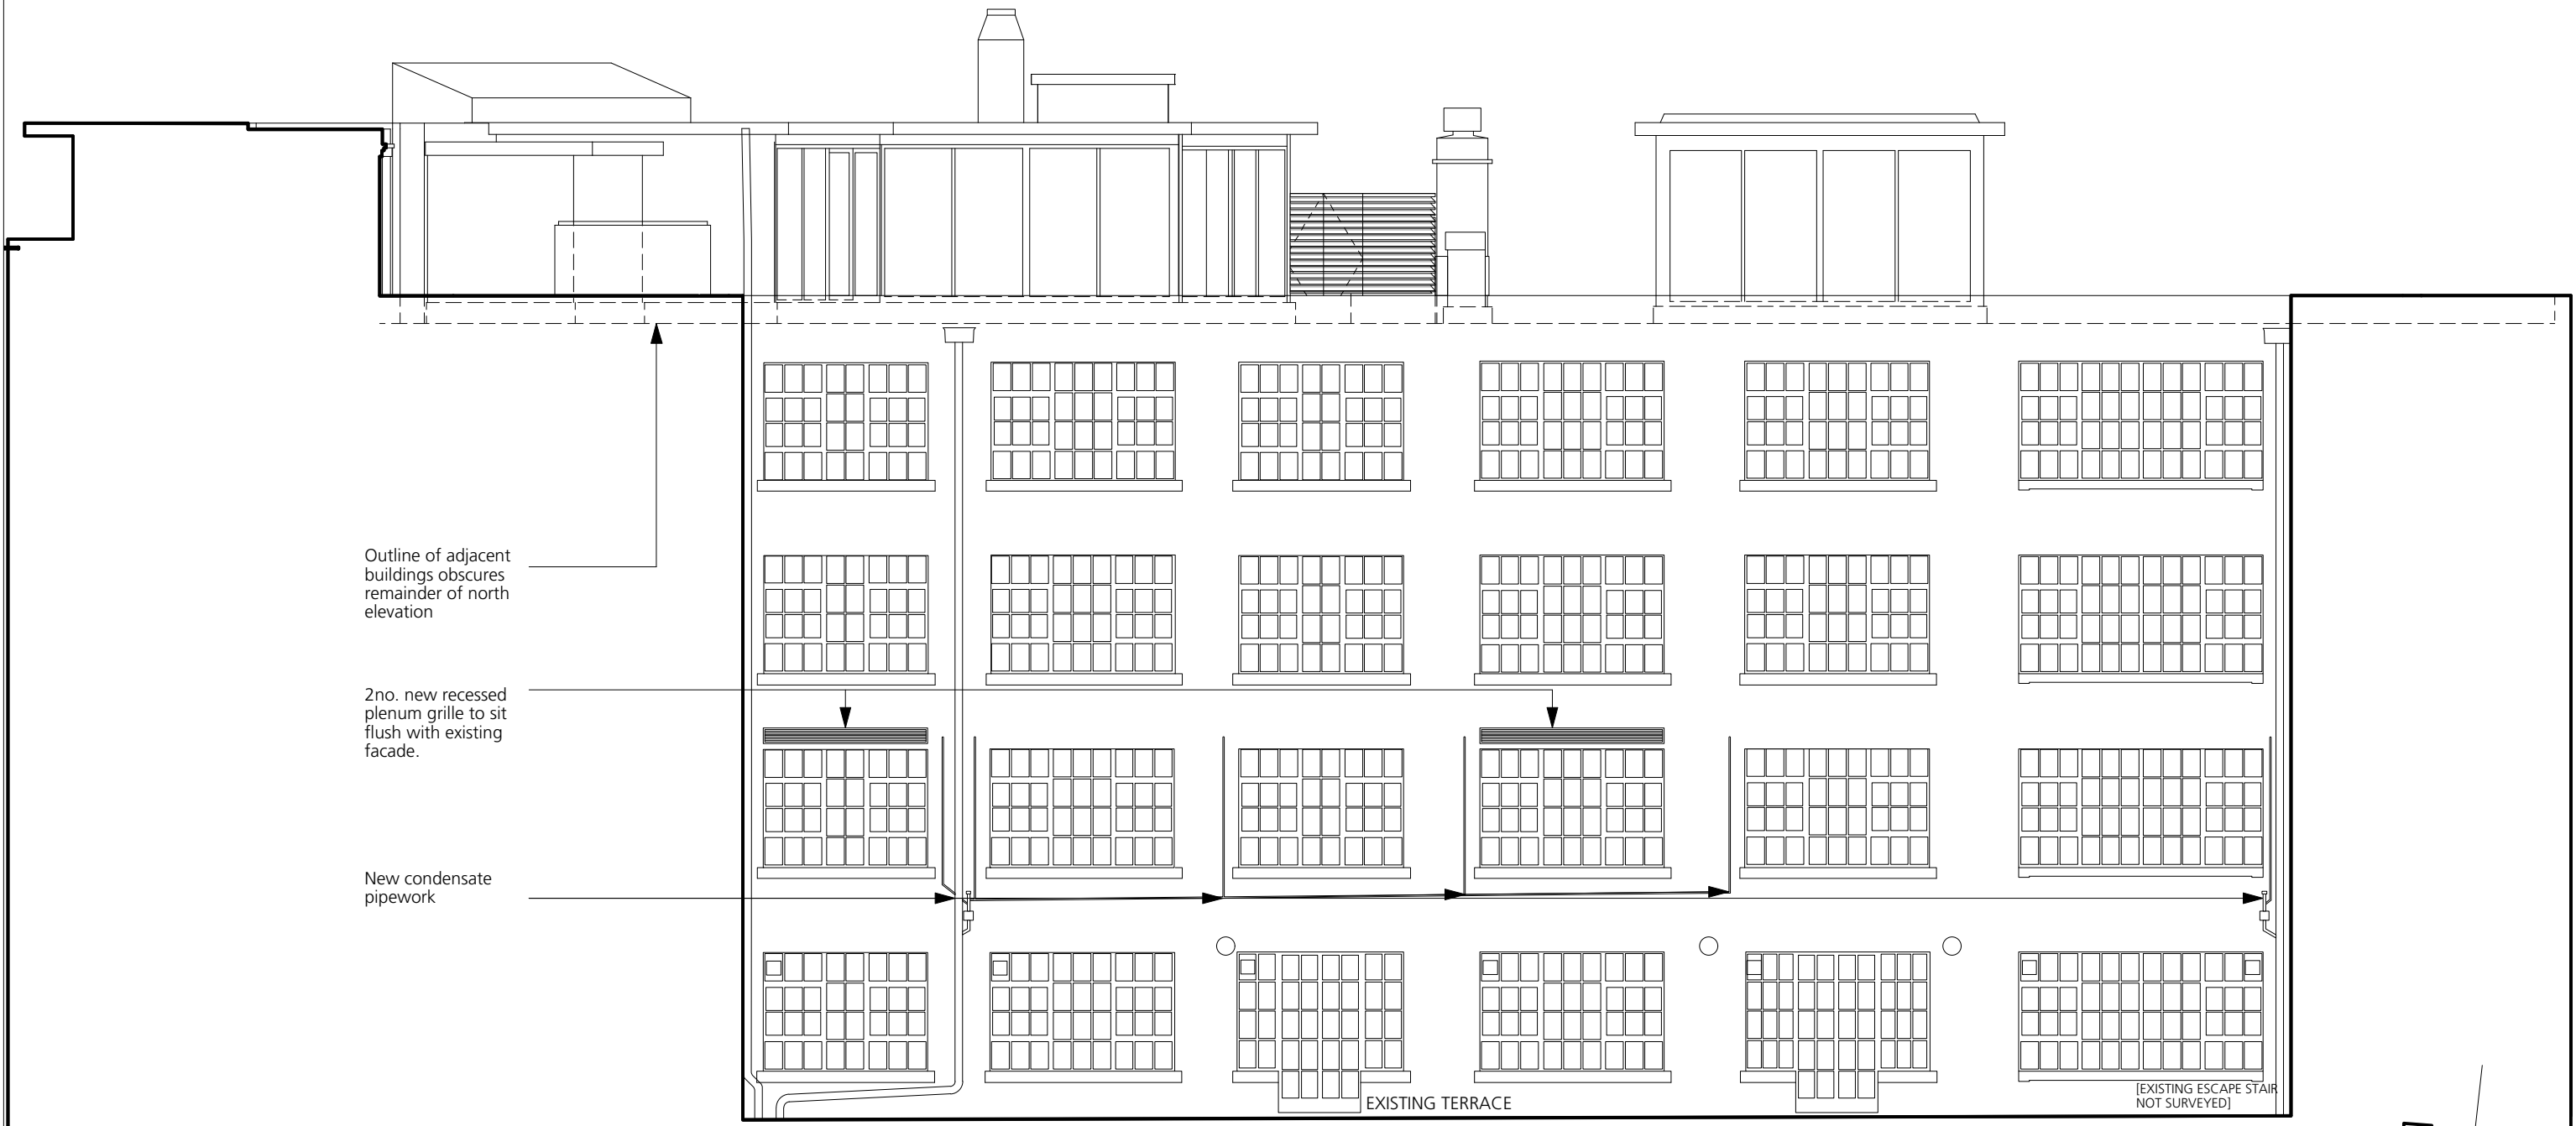 Outline of adjacent
buildings obscures
remainder of north
elevation
2no. new recessed
plenum grille to sit
flush with existing
facade.
New condensate
pipework
EXISTING TERRACE
[EXISTING ESCAPE STAIR
NOT SURVEYED]